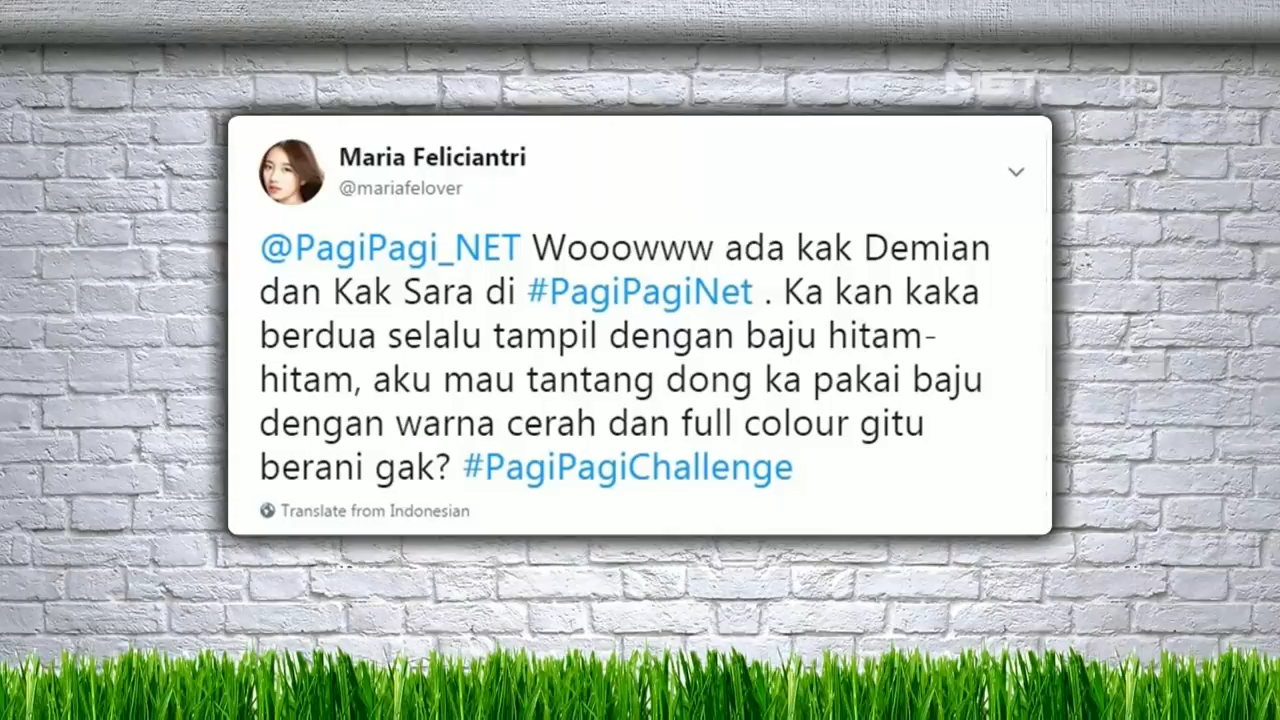 NET.
HD
Maria Feliciantri
@mariafelover
@PagiPagi_NET Wooowww ada kak Demian
dan Kak Sara di #PagiPagiNet . Ka kan kaka
berdua selalu tampil dengan baju hitam-
hitam, aku mau tantang dong ka pakai baju
dengan warna cerah dan full colour gitu
berani gak? #PagiPagiChallenge
Translate from Indonesian